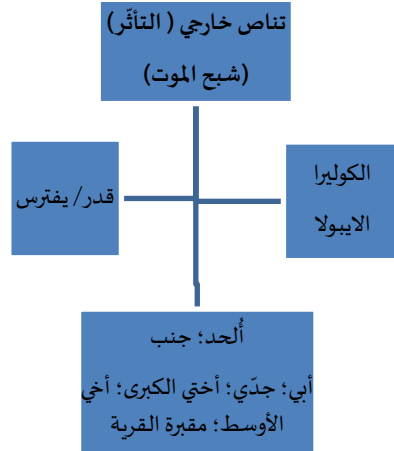 تناص خارجي ( التأثّر)
(شبح الموت)
الكوليرا
الايبولا
قدر/ يفترس
أُلحد؛ جنب
أبي؛ جدّي؛ أختي الكبرى؛ أخي
الأوسط؛ مقبرة القرية